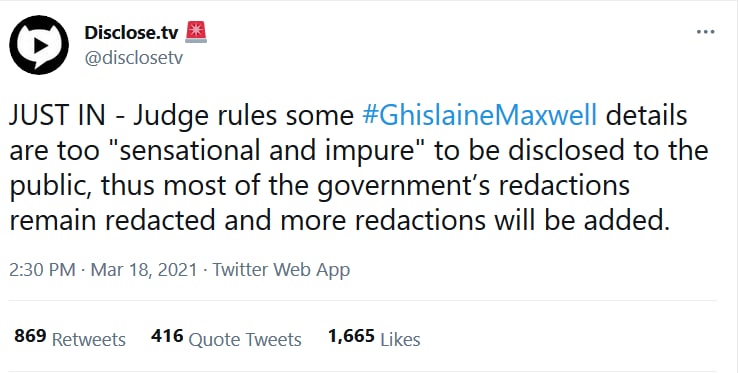 Disclose.tv 🚨
@disclosetv
JUST IN - Judge rules some #GhislaineMaxwell details
are too "sensational and impure" to be disclosed to the
public, thus most of the government’s redactions
remain redacted and more redactions will be added.
2:30 PM · Mar 18, 2021 · Twitter Web App
869 Retweets 416 Quote Tweets 1,665 Likes